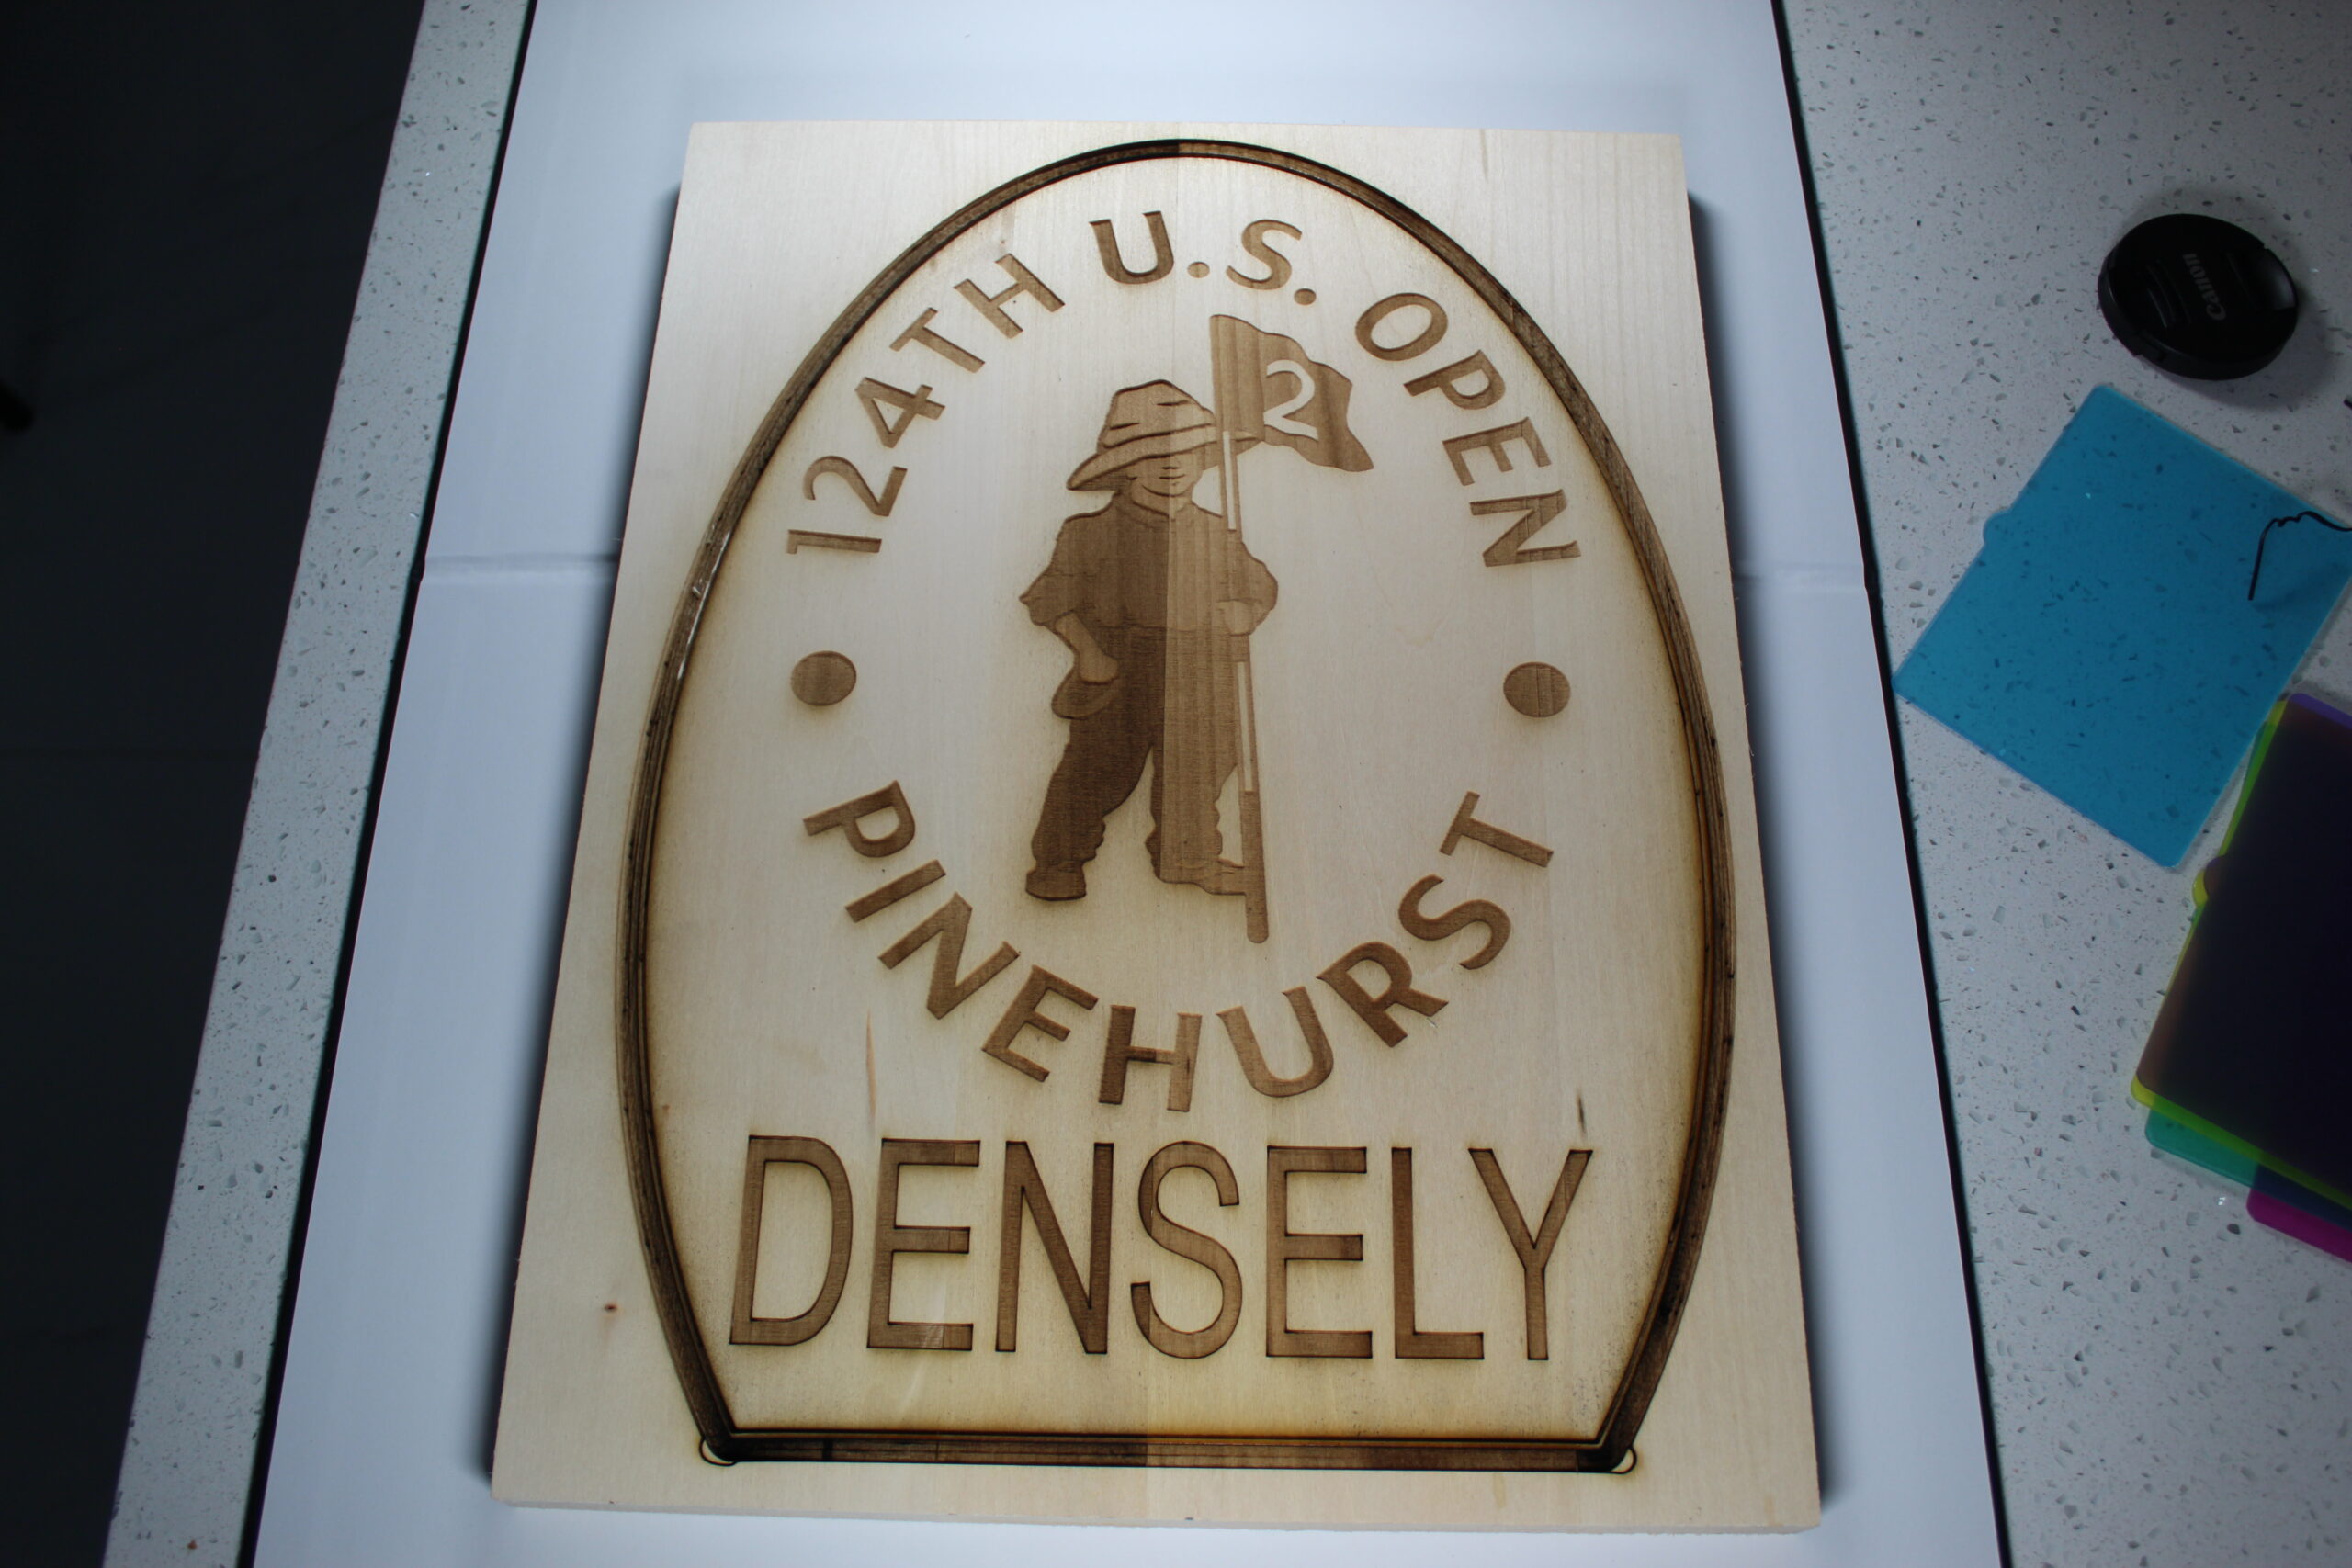 124TH U.S. OPEN
2
PINEHURST
DENSELY
Canon